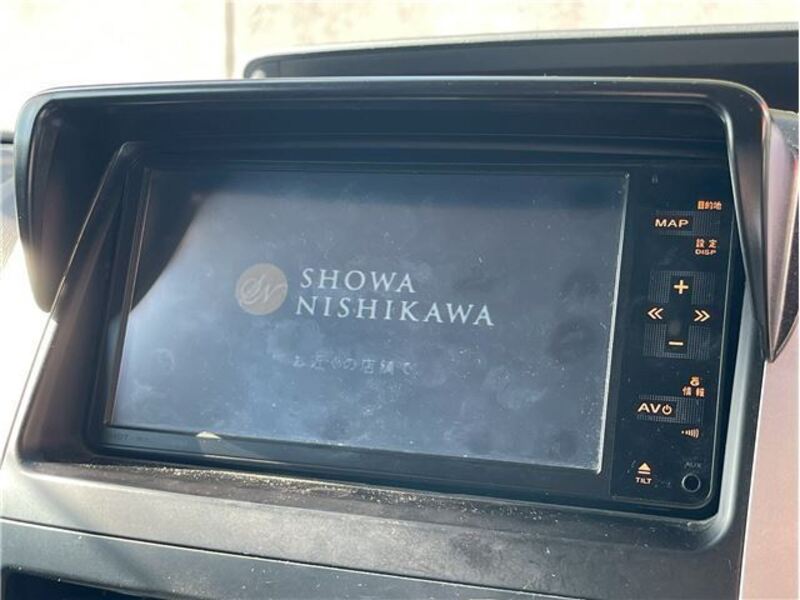 SN
SHOWA
NISHIKAWA
お近くの店舗で
目的地
MAP
設定
DISP
+
−
情報
AV
TILT
AUX